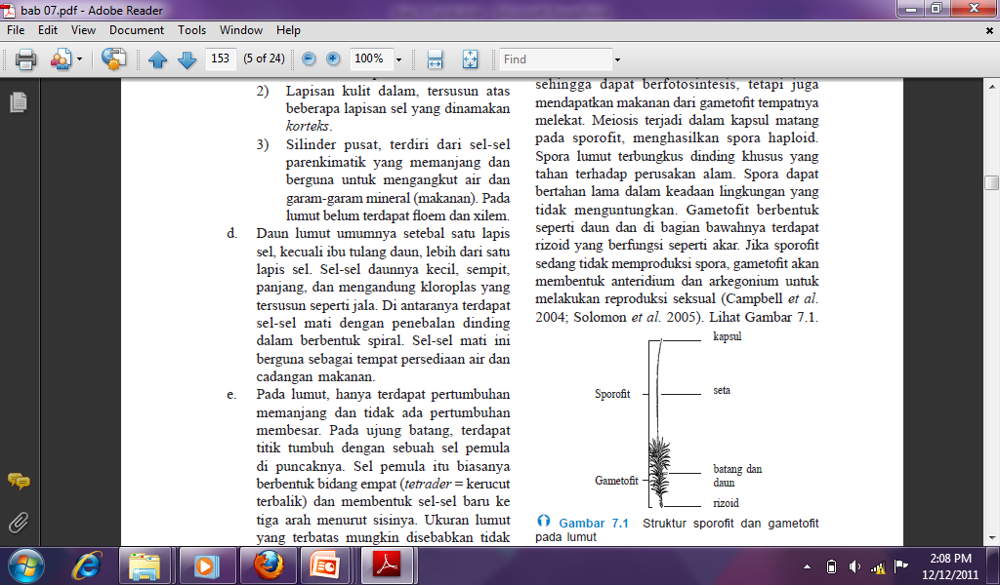 bab 07.pdf - Adobe Reader
File Edit View Document Tools Window Help
153 (5 of 24) 100% Find
2) Lapisan kulit dalam, tersusun atas
beberapa lapisan sel yang dinamakan
korteks.
3) Silinder pusat, terdiri dari sel-sel
parenkimatik yang memanjang dan
berguna untuk mengangkut air dan
garam-garam mineral (makanan). Pada
lumut belum terdapat floem dan xilem.
d. Daun lumut umumnya setebal satu lapis
sel, kecuali ibu tulang daun, lebih dari satu
lapis sel. Sel-sel daunnya kecil, sempit,
panjang, dan mengandung kloroplas yang
tersusun seperti jala. Di antaranya terdapat
sel-sel mati dengan penebalan dinding
dalam berbentuk spiral. Sel-sel mati ini
berguna sebagai tempat persediaan air dan
cadangan makanan.
e. Pada lumut, hanya terdapat pertumbuhan
memanjang dan tidak ada pertumbuhan
membesar. Pada ujung batang, terdapat
titik tumbuh dengan sebuah sel pemula
di puncaknya. Sel pemula itu biasanya
berbentuk bidang empat (tetrader = kerucut
terbalik) dan membentuk sel-sel baru ke
tiga arah menurut sisinya. Ukuran lumut
yang terbatas mungkin disebabkan tidak
sehingga dapat berfotosintesis, tetapi juga
mendapatkan makanan dari gametofit tempatnya
melekat. Meiosis terjadi dalam kapsul matang
pada sporofit, menghasilkan spora haploid.
Spora lumut terbungkus dinding khusus yang
tahan terhadap perusakan alam. Spora dapat
bertahan lama dalam keadaan lingkungan yang
tidak menguntungkan. Gametofit berbentuk
seperti daun dan di bagian bawahnya terdapat
rizoid yang berfungsi seperti akar. Jika sporofit
sedang tidak memproduksi spora, gametofit akan
membentuk anteridium dan arkegonium untuk
melakukan reproduksi seksual (Campbell et al.
2004; Solomon et al. 2005). Lihat Gambar 7.1.
kapsul
Sporofit
seta
batang dan
daun
Gametofit
rizoid
Gambar 7.1 Struktur sporofit dan gametofit
pada lumut
2:08 PM
12/12/2011